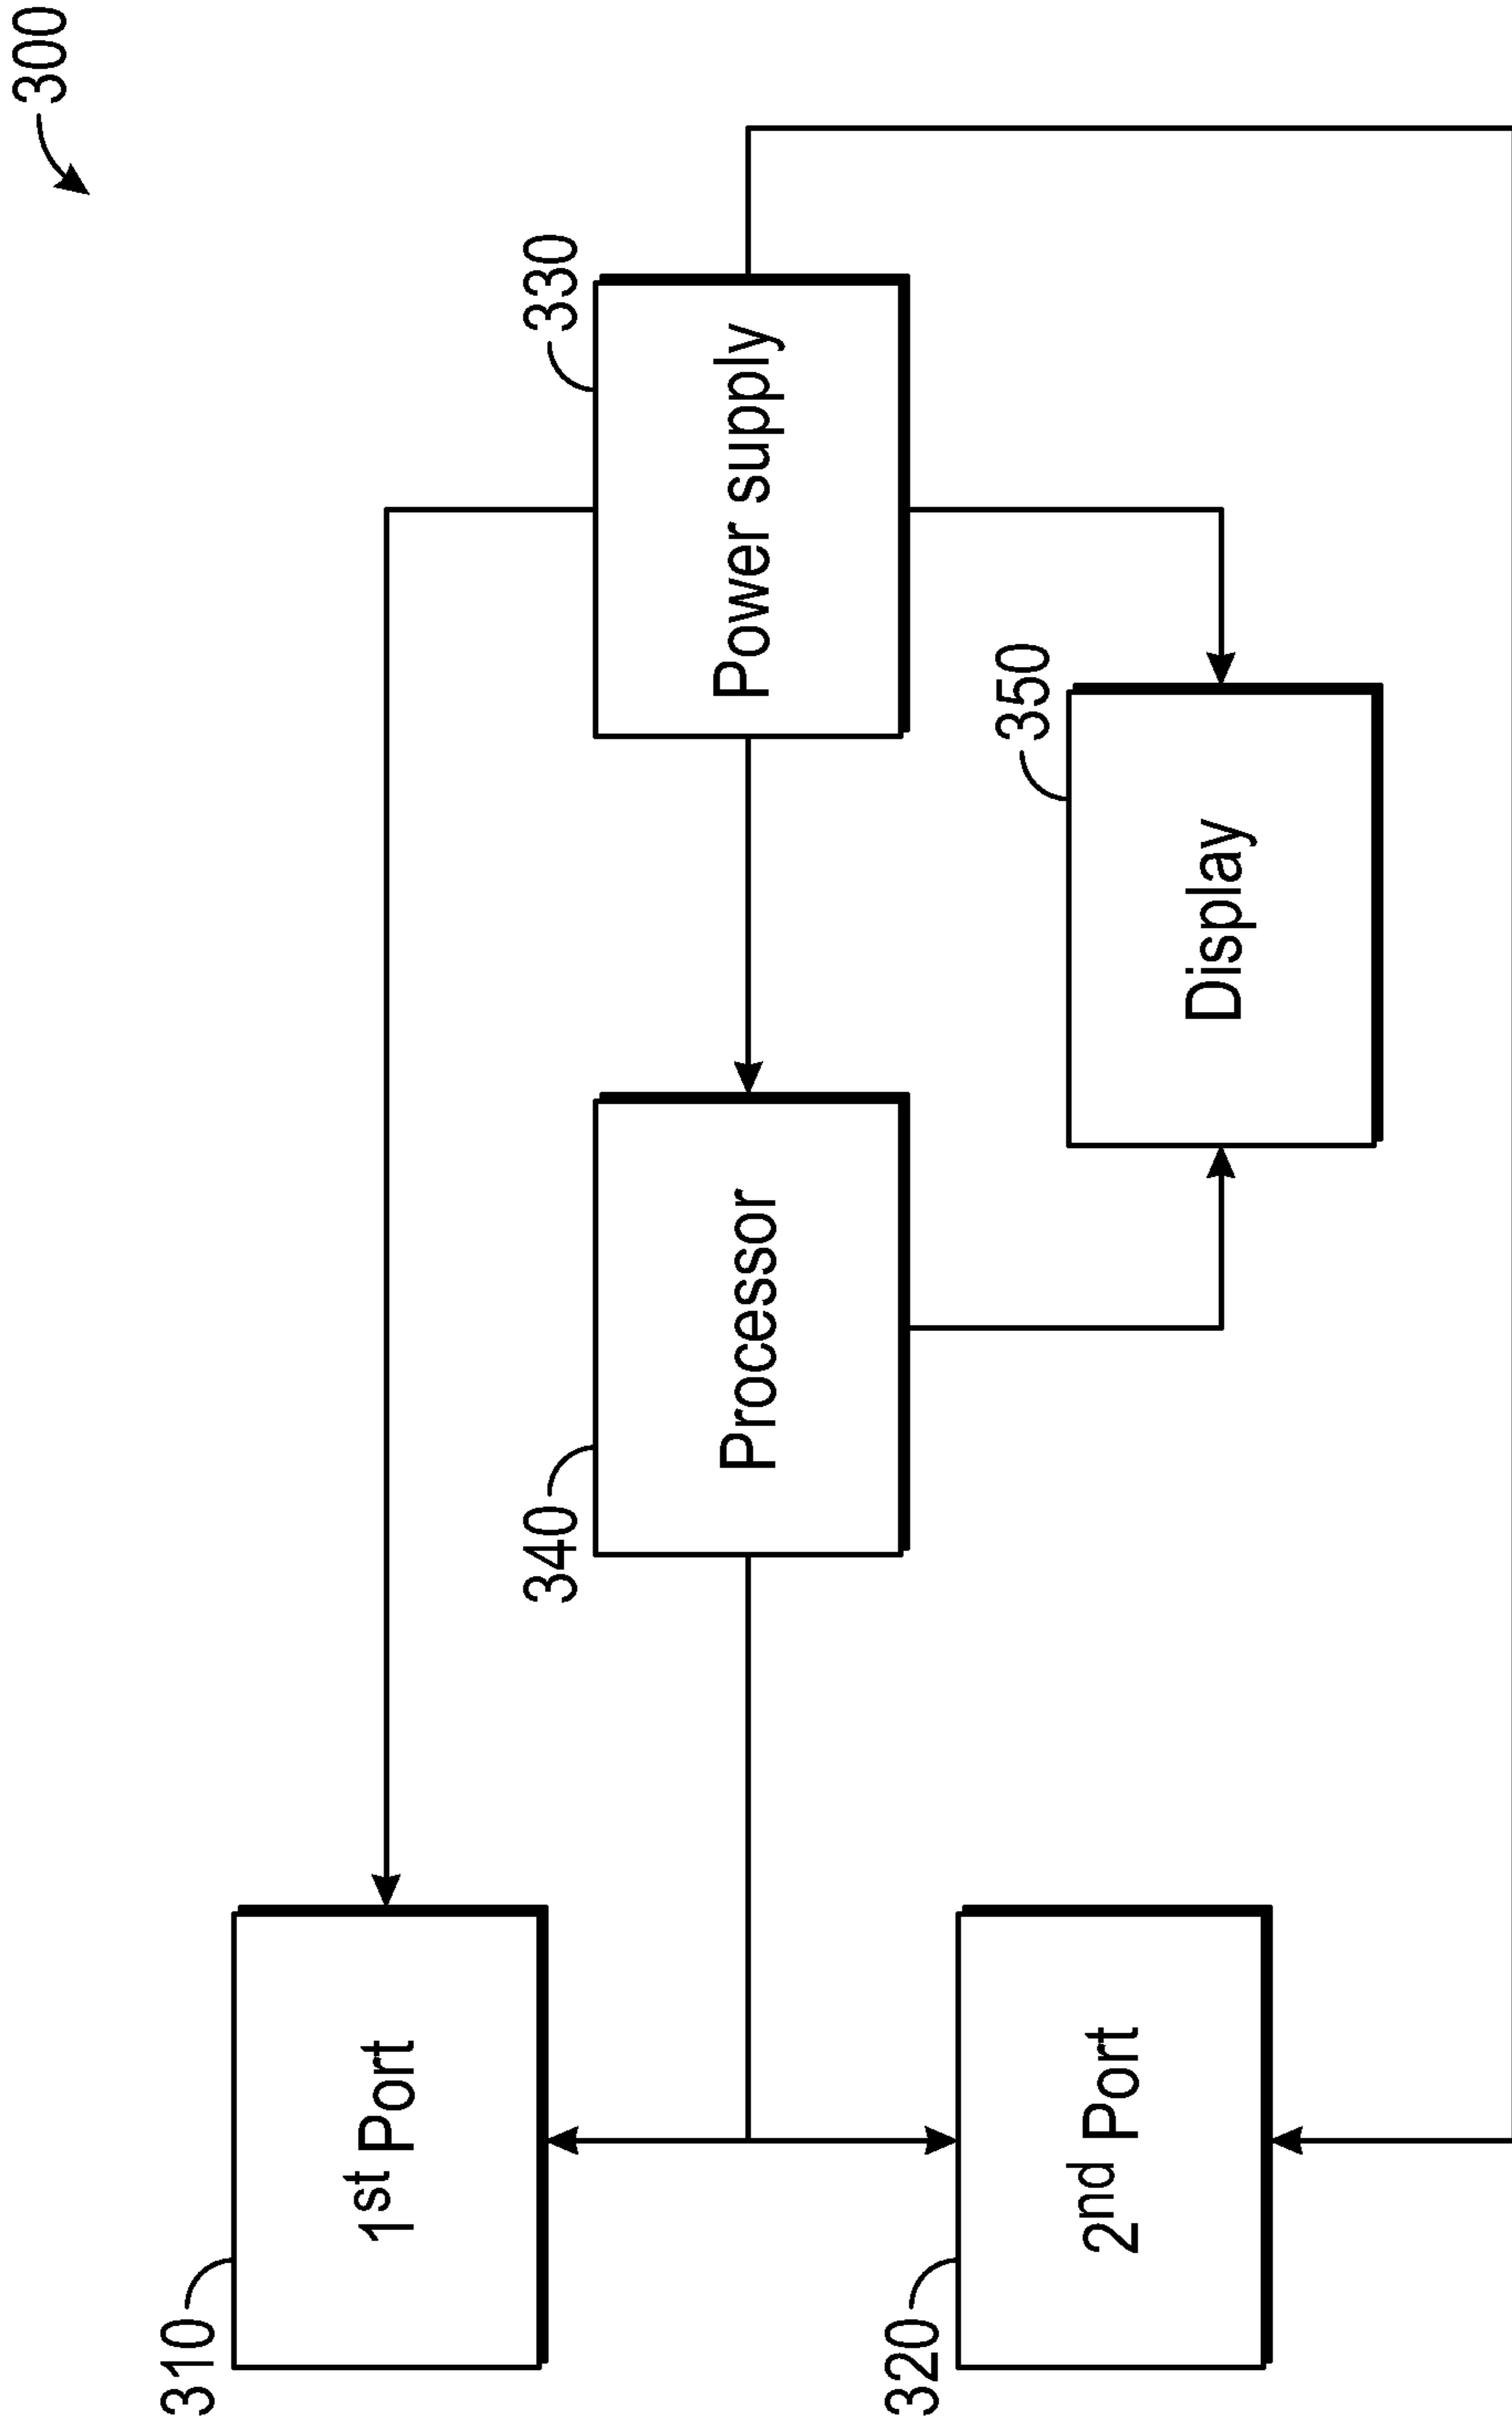 300
310
1st Port
340
Processor
330
Power supply
320
2nd Port
350
Display